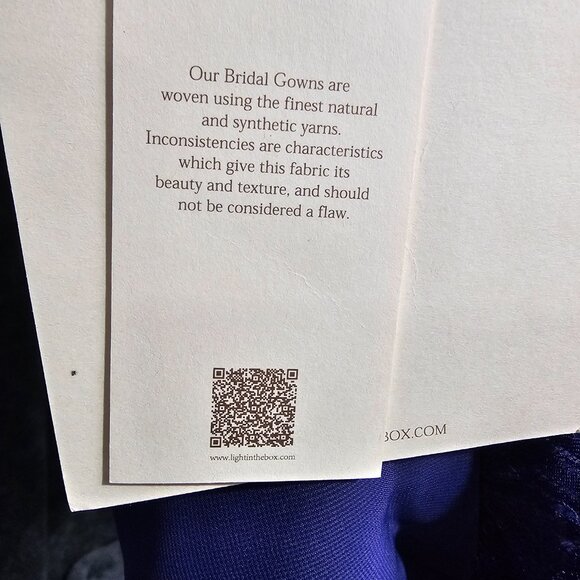 Our Bridal Gowns are
woven using the finest natural
and synthetic yarns.
Inconsistencies are characteristics
which give this fabric its
beauty and texture, and should
not be considered a flaw.
www.lightinthebox.com
BOX.COM